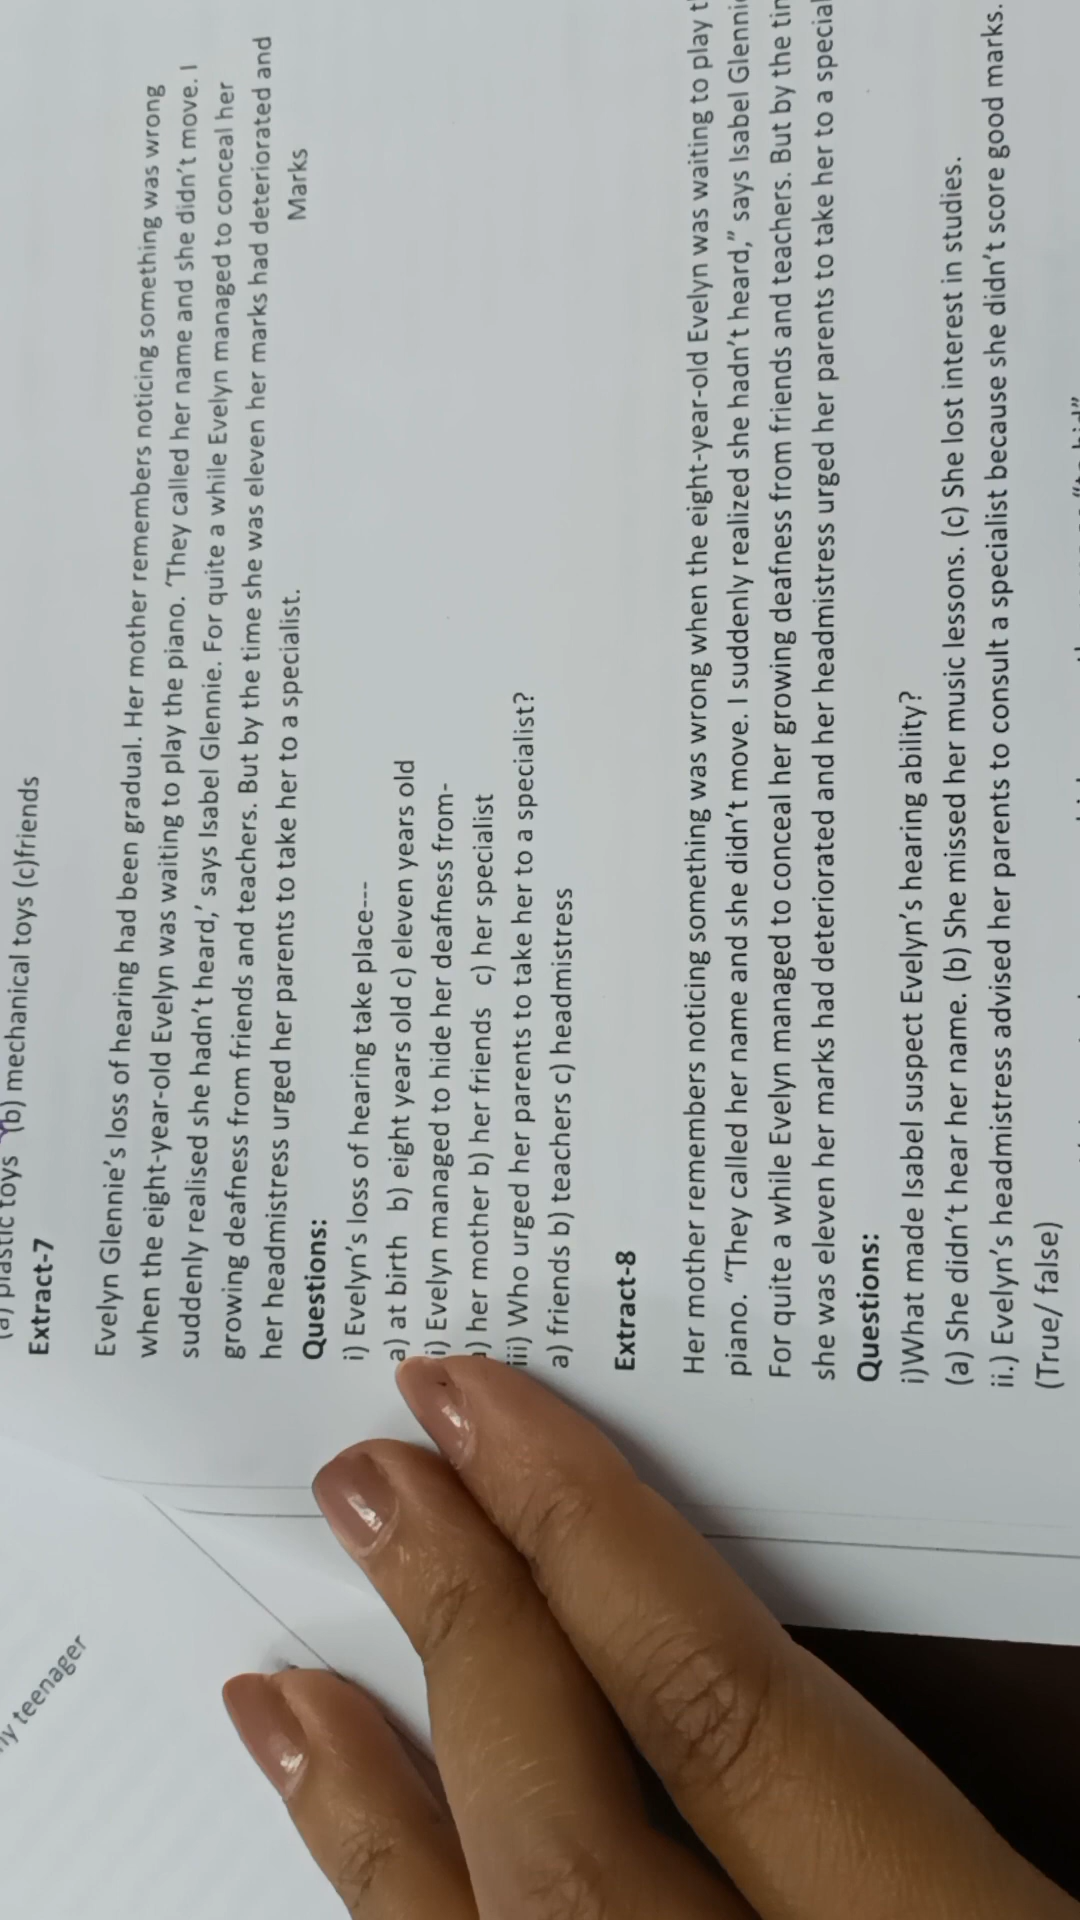 plastic toys (b) mechanical toys (c)friends
Extract-7
Evelyn Glennie's loss of hearing had been gradual. Her mother remembers noticing something was wrong
when the eight-year-old Evelyn was waiting to play the piano. 'They called her name and she didn't move. I
suddenly realised she hadn't heard,' says Isabel Glennie. For quite a while Evelyn managed to conceal her
growing deafness from friends and teachers. But by the time she was eleven her marks had deteriorated and
her headmistress urged her parents to take her to a specialist.
Marks
Questions:
i) Evelyn's loss of hearing take place---
a) at birth b) eight years old c) eleven years old
i) Evelyn managed to hide her deafness from-
) her mother b) her friends c) her specialist
iii) Who urged her parents to take her to a specialist?
a) friends b) teachers c) headmistress
Extract-8
Her mother remembers noticing something was wrong when the eight-year-old Evelyn was waiting to play
piano. "They called her name and she didn't move. I suddenly realized she hadn't heard," says Isabel
For quite a while Evelyn managed to conceal her growing deafness from friends and teachers. But by the
she was eleven her marks had deteriorated and her headmistress urged her parents to take her to a
Questions:
i)What made Isabel suspect Evelyn's hearing ability?
(a) She didn't hear her name. (b) She missed her music lessons. (c) She lost interest in studies.
ii.) Evelyn's headmistress advised her parents to consult a specialist because she didn't score good marks.
(True/ false)
teenager